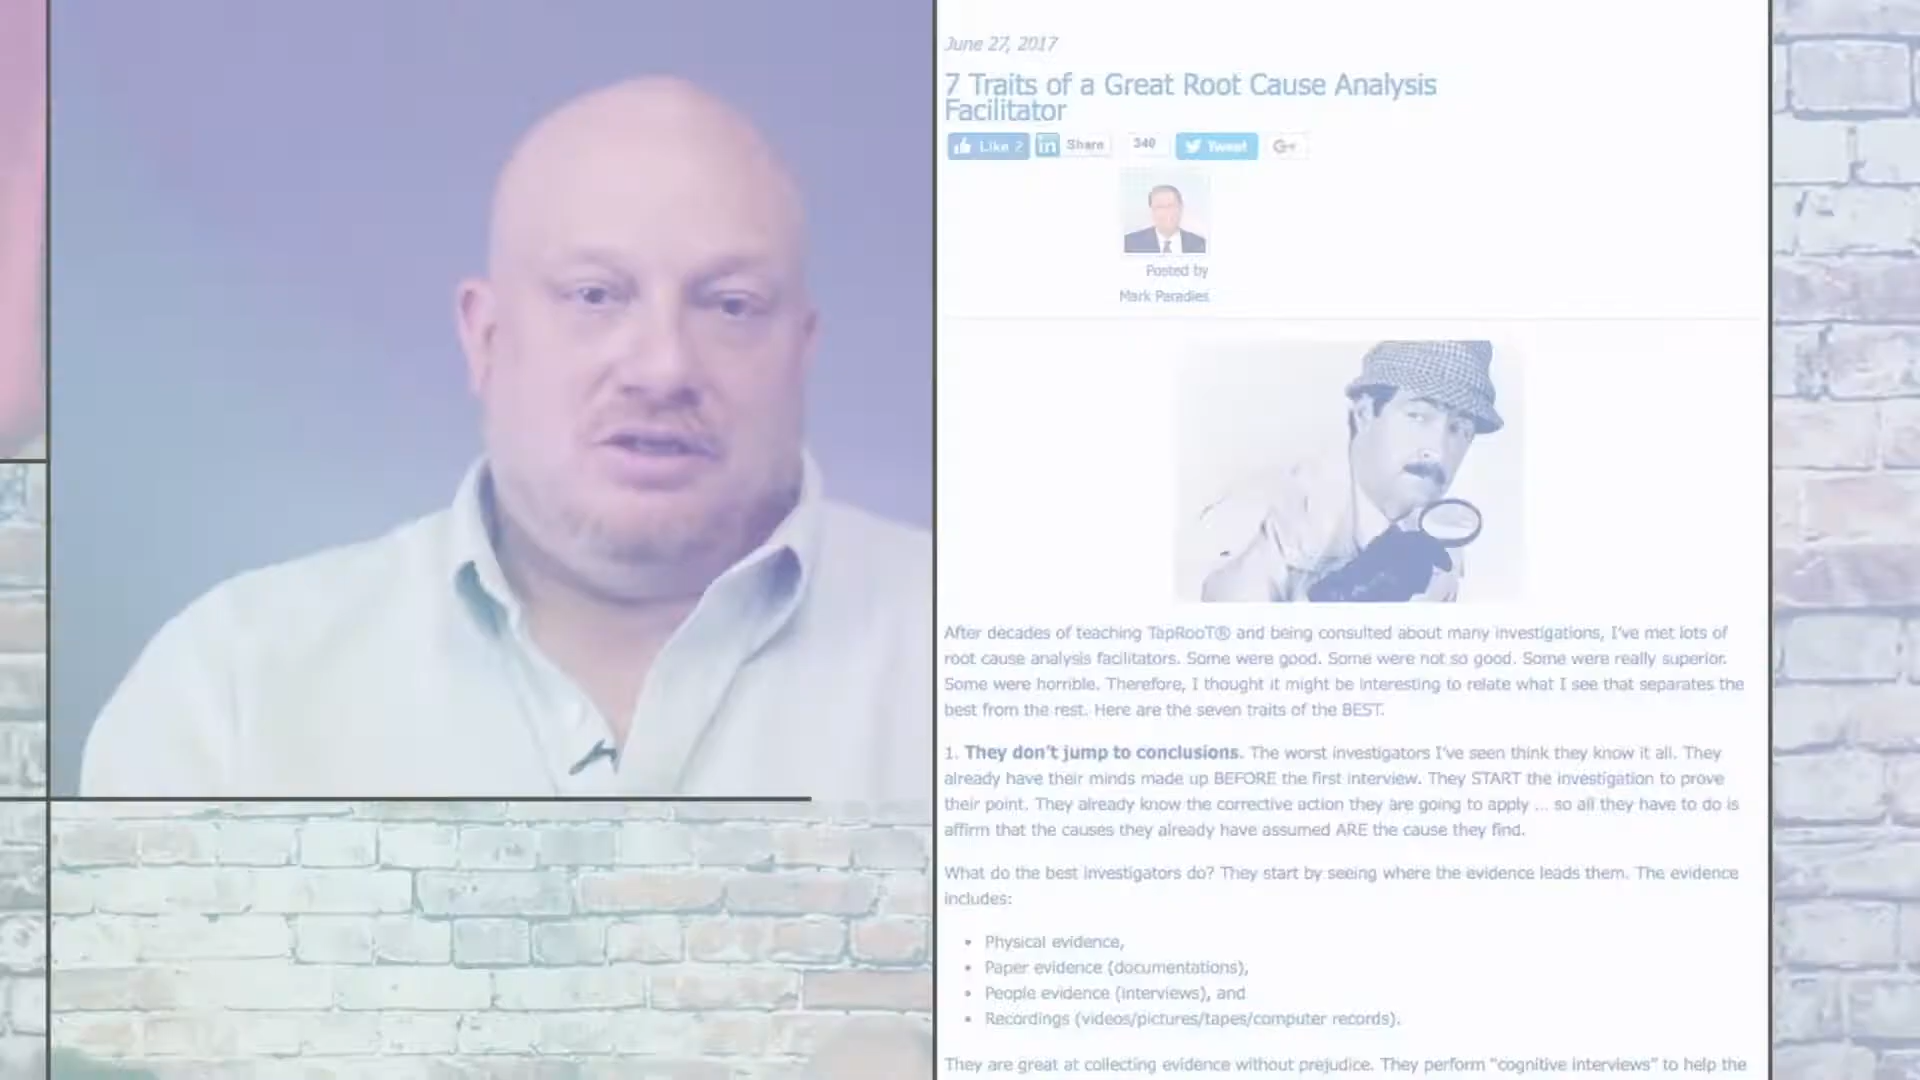 June 27, 2017
7 Traits of a Great Root Cause Analysis
Facilitator
Like 2
in Share
340
Tweet
G+
Posted by
Mark Paradies
After decades of teaching TapRooT® and being consulted about many investigations, I've met lots of
root cause analysis facilitators. Some were good. Some were not so good. Some were really superior.
Some were horrible. Therefore, I thought it might be interesting to relate what I see that separates the
best from the rest. Here are the seven traits of the BEST.
1. They don't jump to conclusions. The worst investigators I've seen think they know it all. They
already have their minds made up BEFORE the first interview. They START the investigation to prove
their point. They already know the corrective action they are going to apply ... so all they have to do is
affirm that the causes they already have assumed ARE the cause they find.
What do the best investigators do? They start by seeing where the evidence leads them. The evidence
includes:
• Physical evidence,
• Paper evidence (documentations),
• People evidence (interviews), and
• Recordings (videos/pictures/tapes/computer records).
They are great at collecting evidence without prejudice. They perform "cognitive interviews" to help the